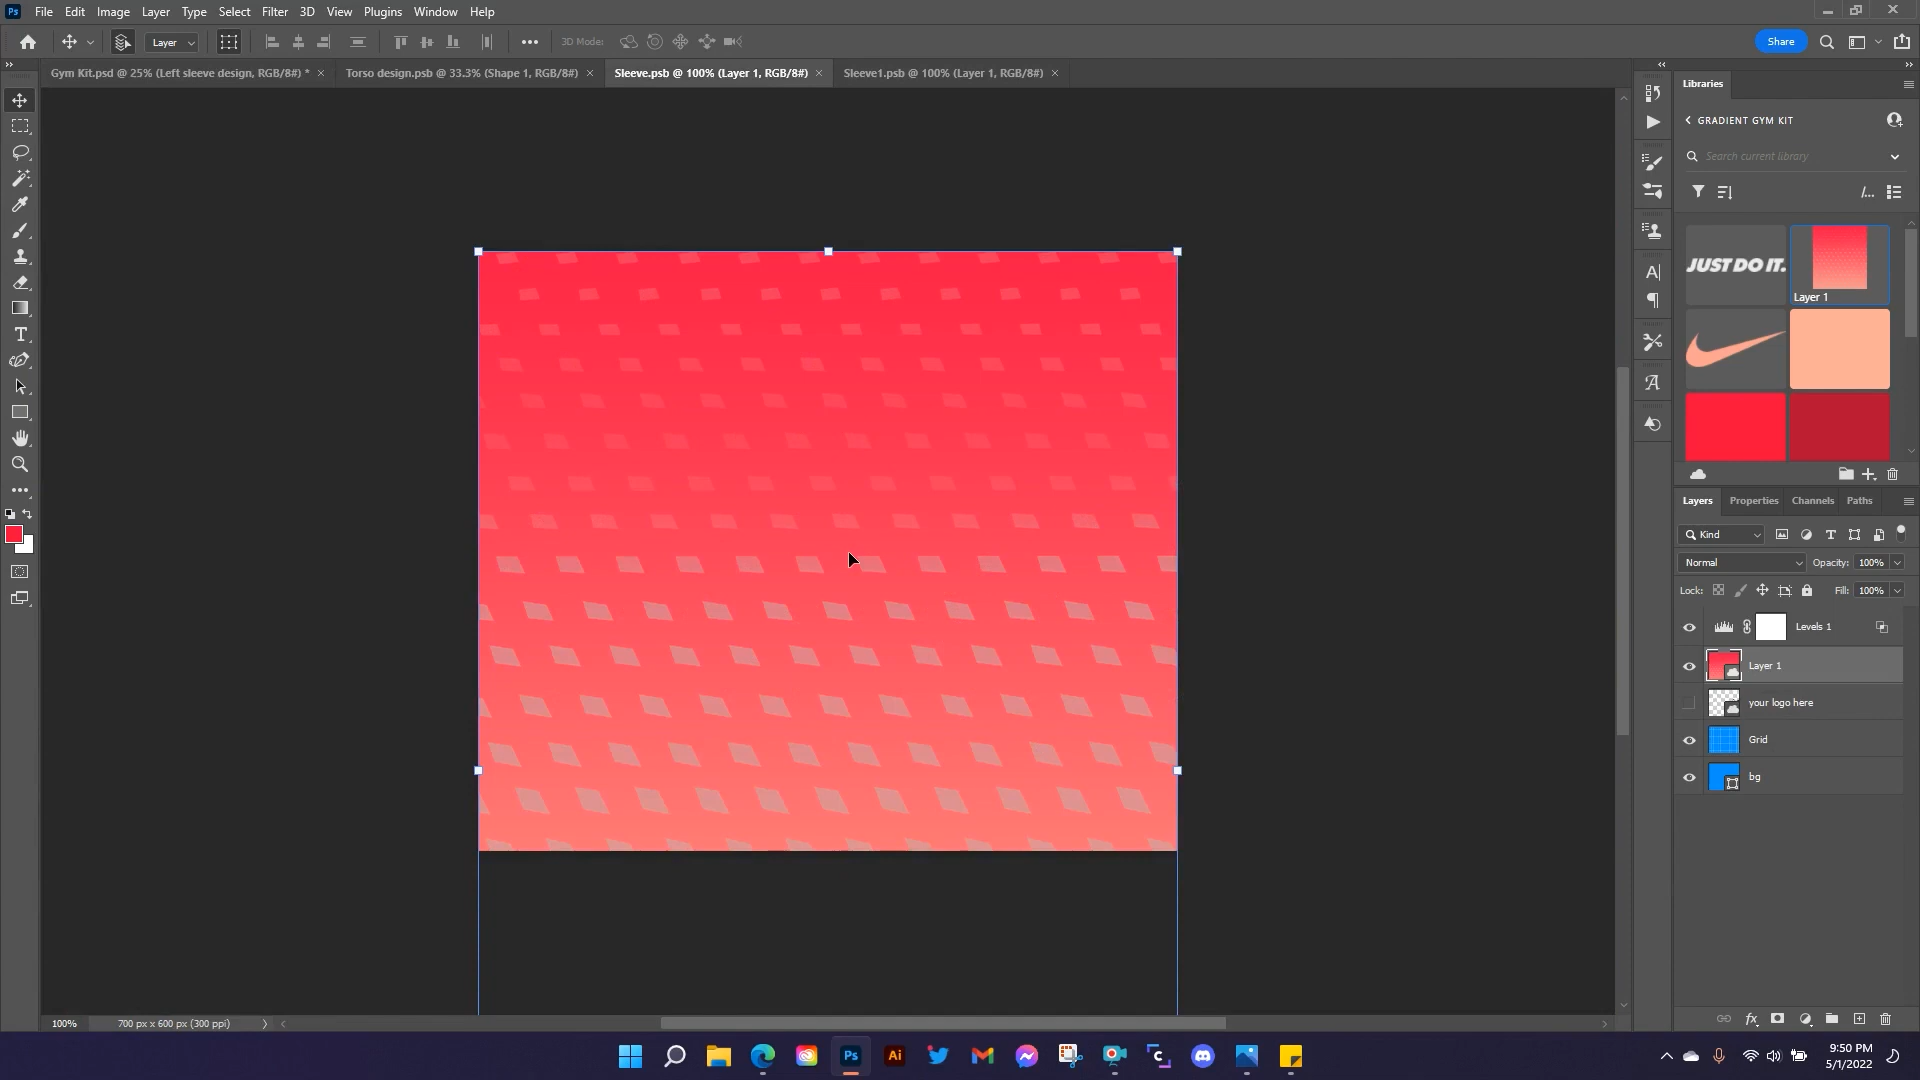 Ps File Edit Image Layer Type Select Filter 3D View Plugins Window Help
Layer 3D Mode: Share
Gym Kit.psd @ 25% (Left sleeve design, RGB/8#) * Torso design.psb @ 33.3% (Shape 1, RGB/8#) Sleeve.psb @ 100% (Layer 1, RGB/8#) Sleeve1.psb @ 100% (Layer 1, RGB/8#)
Libraries
GRADIENT GYM KIT
Search current library
JUST DO IT.
Layer 1
Layers Properties Channels Paths
Kind
Normal Opacity: 100%
Lock: Fill: 100%
Levels 1
Layer 1
your logo here
Grid
bg
100% 700 px x 600 px (300 ppi)
Ps Ai
9:50 PM
5/1/2022